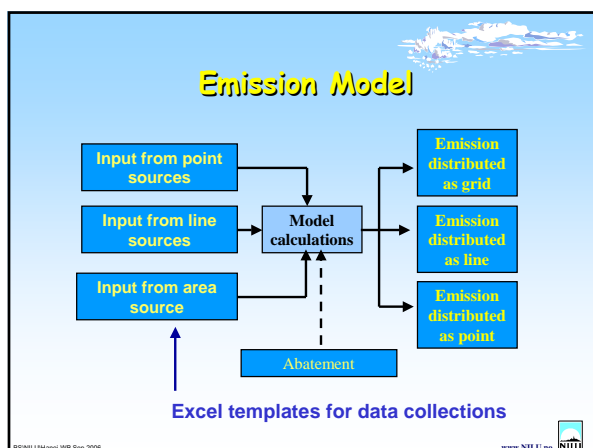 Emission Model
Input from point
sources
Input from line
sources
Input from area
source
Model
calculations
Abatement
Emission
distributed
as grid
Emission
distributed
as line
Emission
distributed
as point
Excel templates for data collections
www.NILU.no
NILU